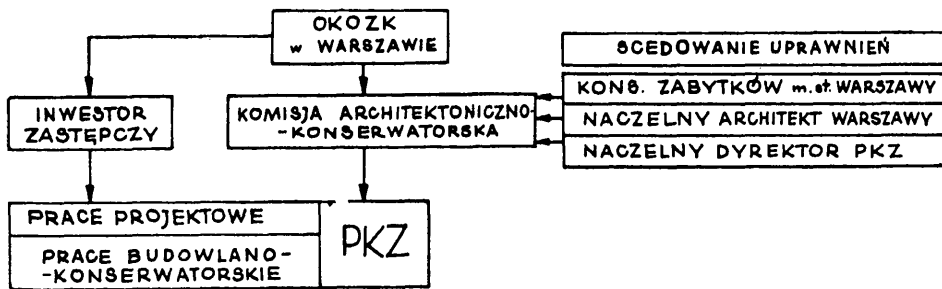 OKOZK
w WARSZAWIE
SCEDOWANIE UPRAWNIEŃ
INWESTOR
ZASTĘPCZY
KOMISJA ARCHITEKTONICZNO-
-KONSERWATORSKA
KONS. ZABYTKÓW m.st. WARSZAWY
NACZELNY ARCHITEKT WARSZAWY
NACZELNY DYREKTOR PKZ
PRACE PROJEKTOWE
PRACE BUDOWLANO-
-KONSERWATORSKIE
PKZ